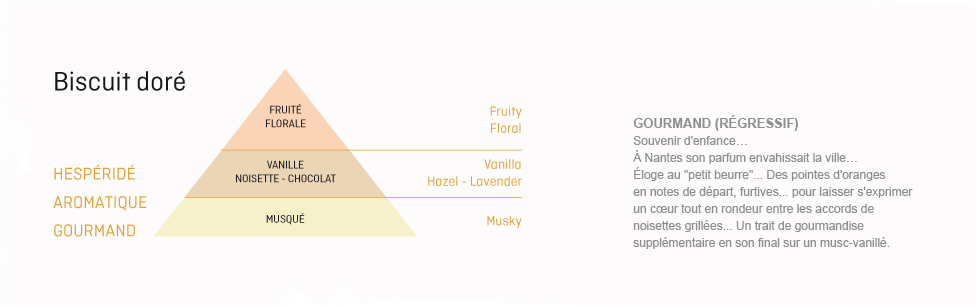 Biscuit doré
HESPÉRIDÉ
AROMATIQUE
GOURMAND
FRUITÉ
FLORALE
VANILLE
NOISETTE - CHOCOLAT
MUSQUÉ
Fruity
Floral
Vanilla
Hazel - Lavender
Musky
GOURMAND (RÉGRESSIF)
Souvenir d'enfance…
À Nantes son parfum envahissait la ville…
Éloge au "petit beurre"... Des pointes d'oranges
en notes de départ, furtives... pour laisser s'exprimer
un cœur tout en rondeur entre les accords de
noisettes grillées... Un trait de gourmandise
supplémentaire en son final sur un musc-vanillé.